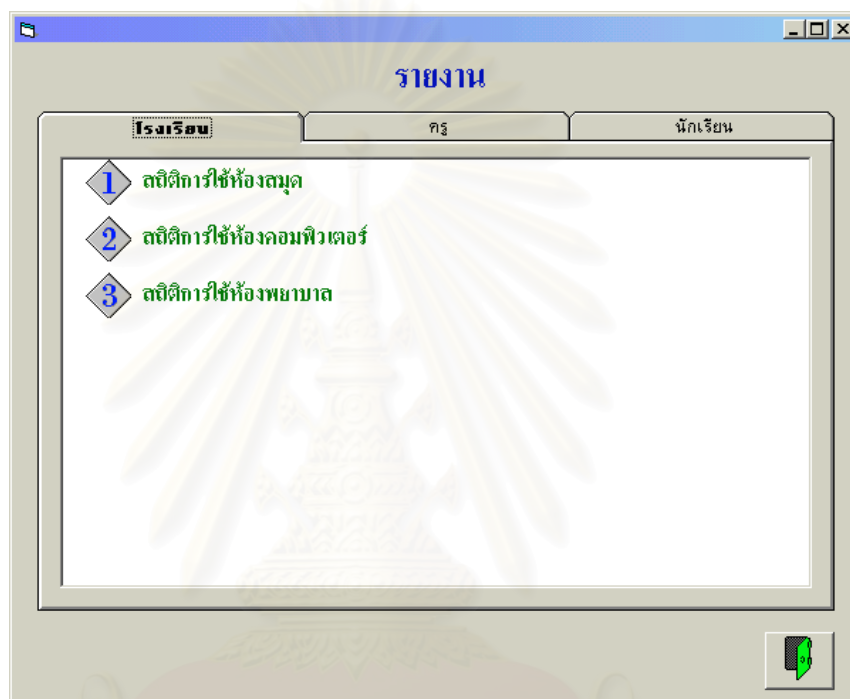 รายงาน
โรงเรียน ครู นักเรียน
1 สถิติการใช้ห้องสมุด
2 สถิติการใช้ห้องคอมพิวเตอร์
3 สถิติการใช้ห้องพยาบาล